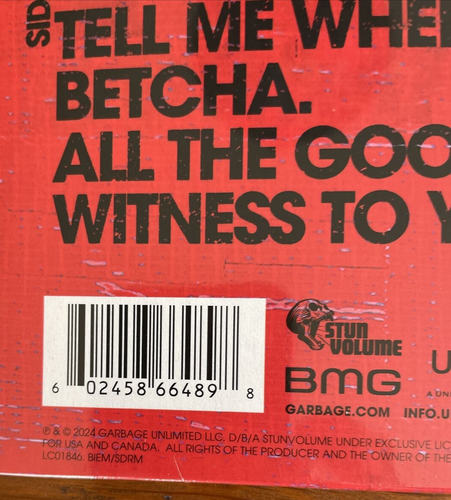 SID
TELL ME WHE
BETCHA.
ALL THE GOO
WITNESS TO Y
STUN
VOLUME
BMG
U
A UNI
GARBAGE.COM INFO.U
6 02458 66489 8
℗ & © 2024 GARBAGE UNLIMITED LLC. D/B/A STUNVOLUME UNDER EXCLUSIVE LIC
FOR USA AND CANADA. ALL RIGHTS OF THE PRODUCER AND THE OWNER OF THE
LC01846. BIEM/SDRM